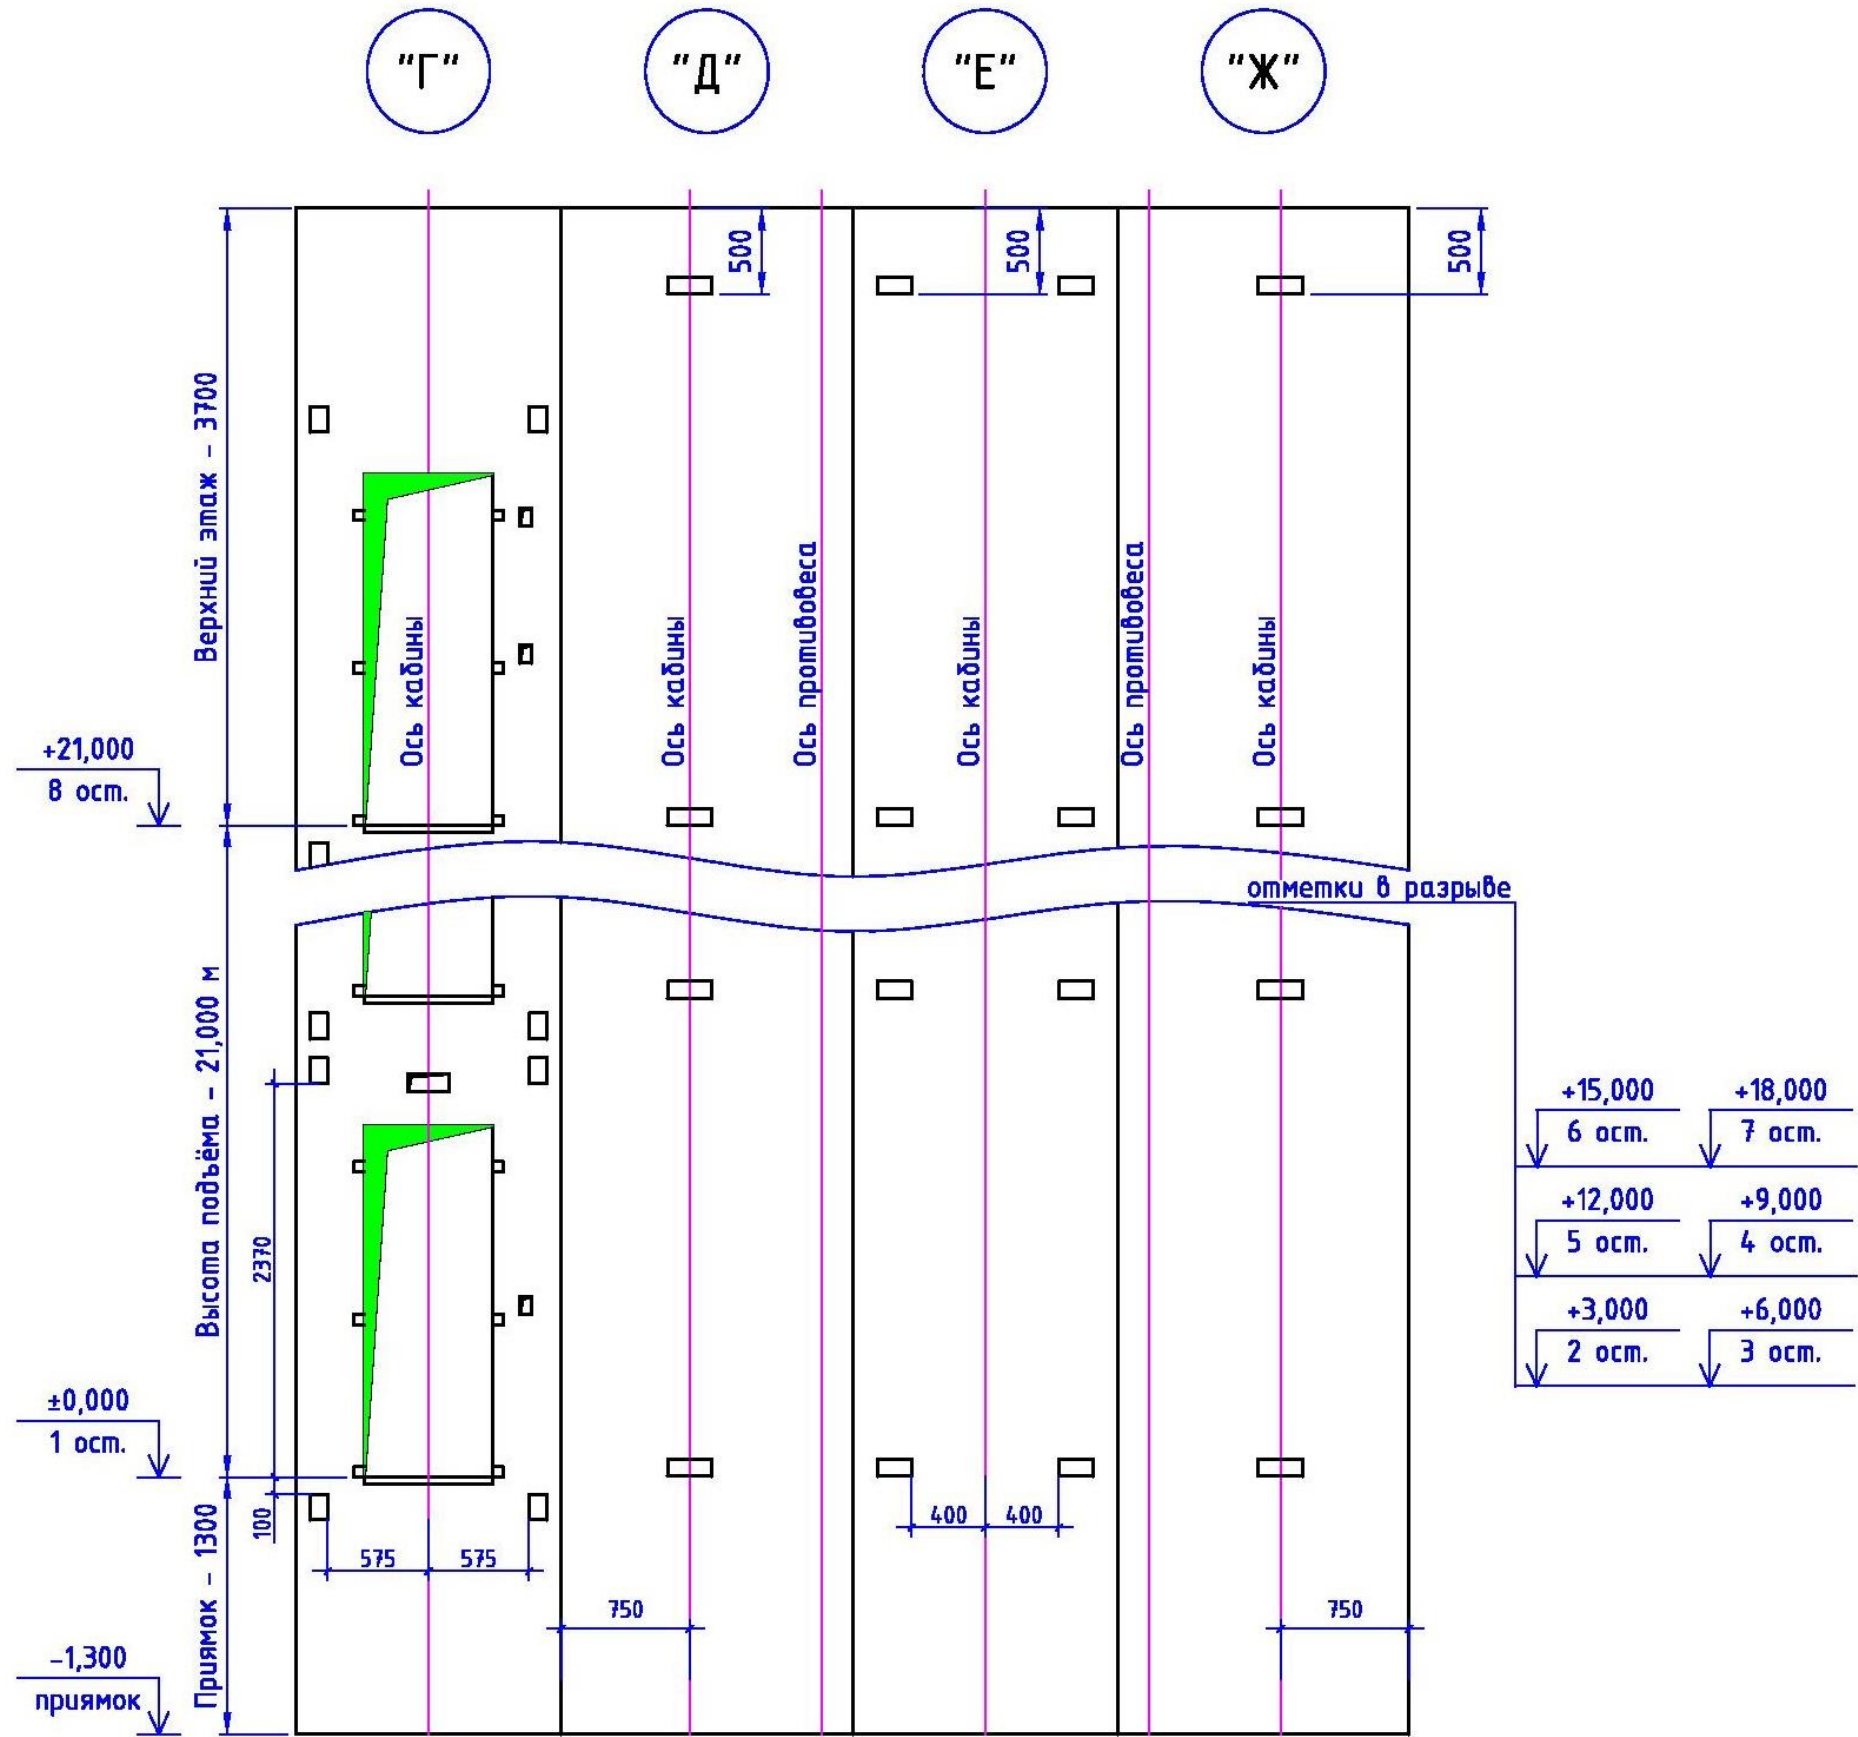 "Г" "Д" "Е" "Ж"
500 500 500
Верхний этаж - 3700
Ось кабины
Ось кабины
Ось противовеса
Ось кабины
Ось противовеса
Ось кабины
+21,000
8 ост.
отметки в разрыве
Высота подъёма - 21,000 м
+15,000 +18,000
6 ост. 7 ост.
+12,000 +9,000
5 ост. 4 ост.
+3,000 +6,000
2 ост. 3 ост.
2370
±0,000
1 ост.
100
400 400
575 575
Приямок - 1300
750 750
-1,300
приямок